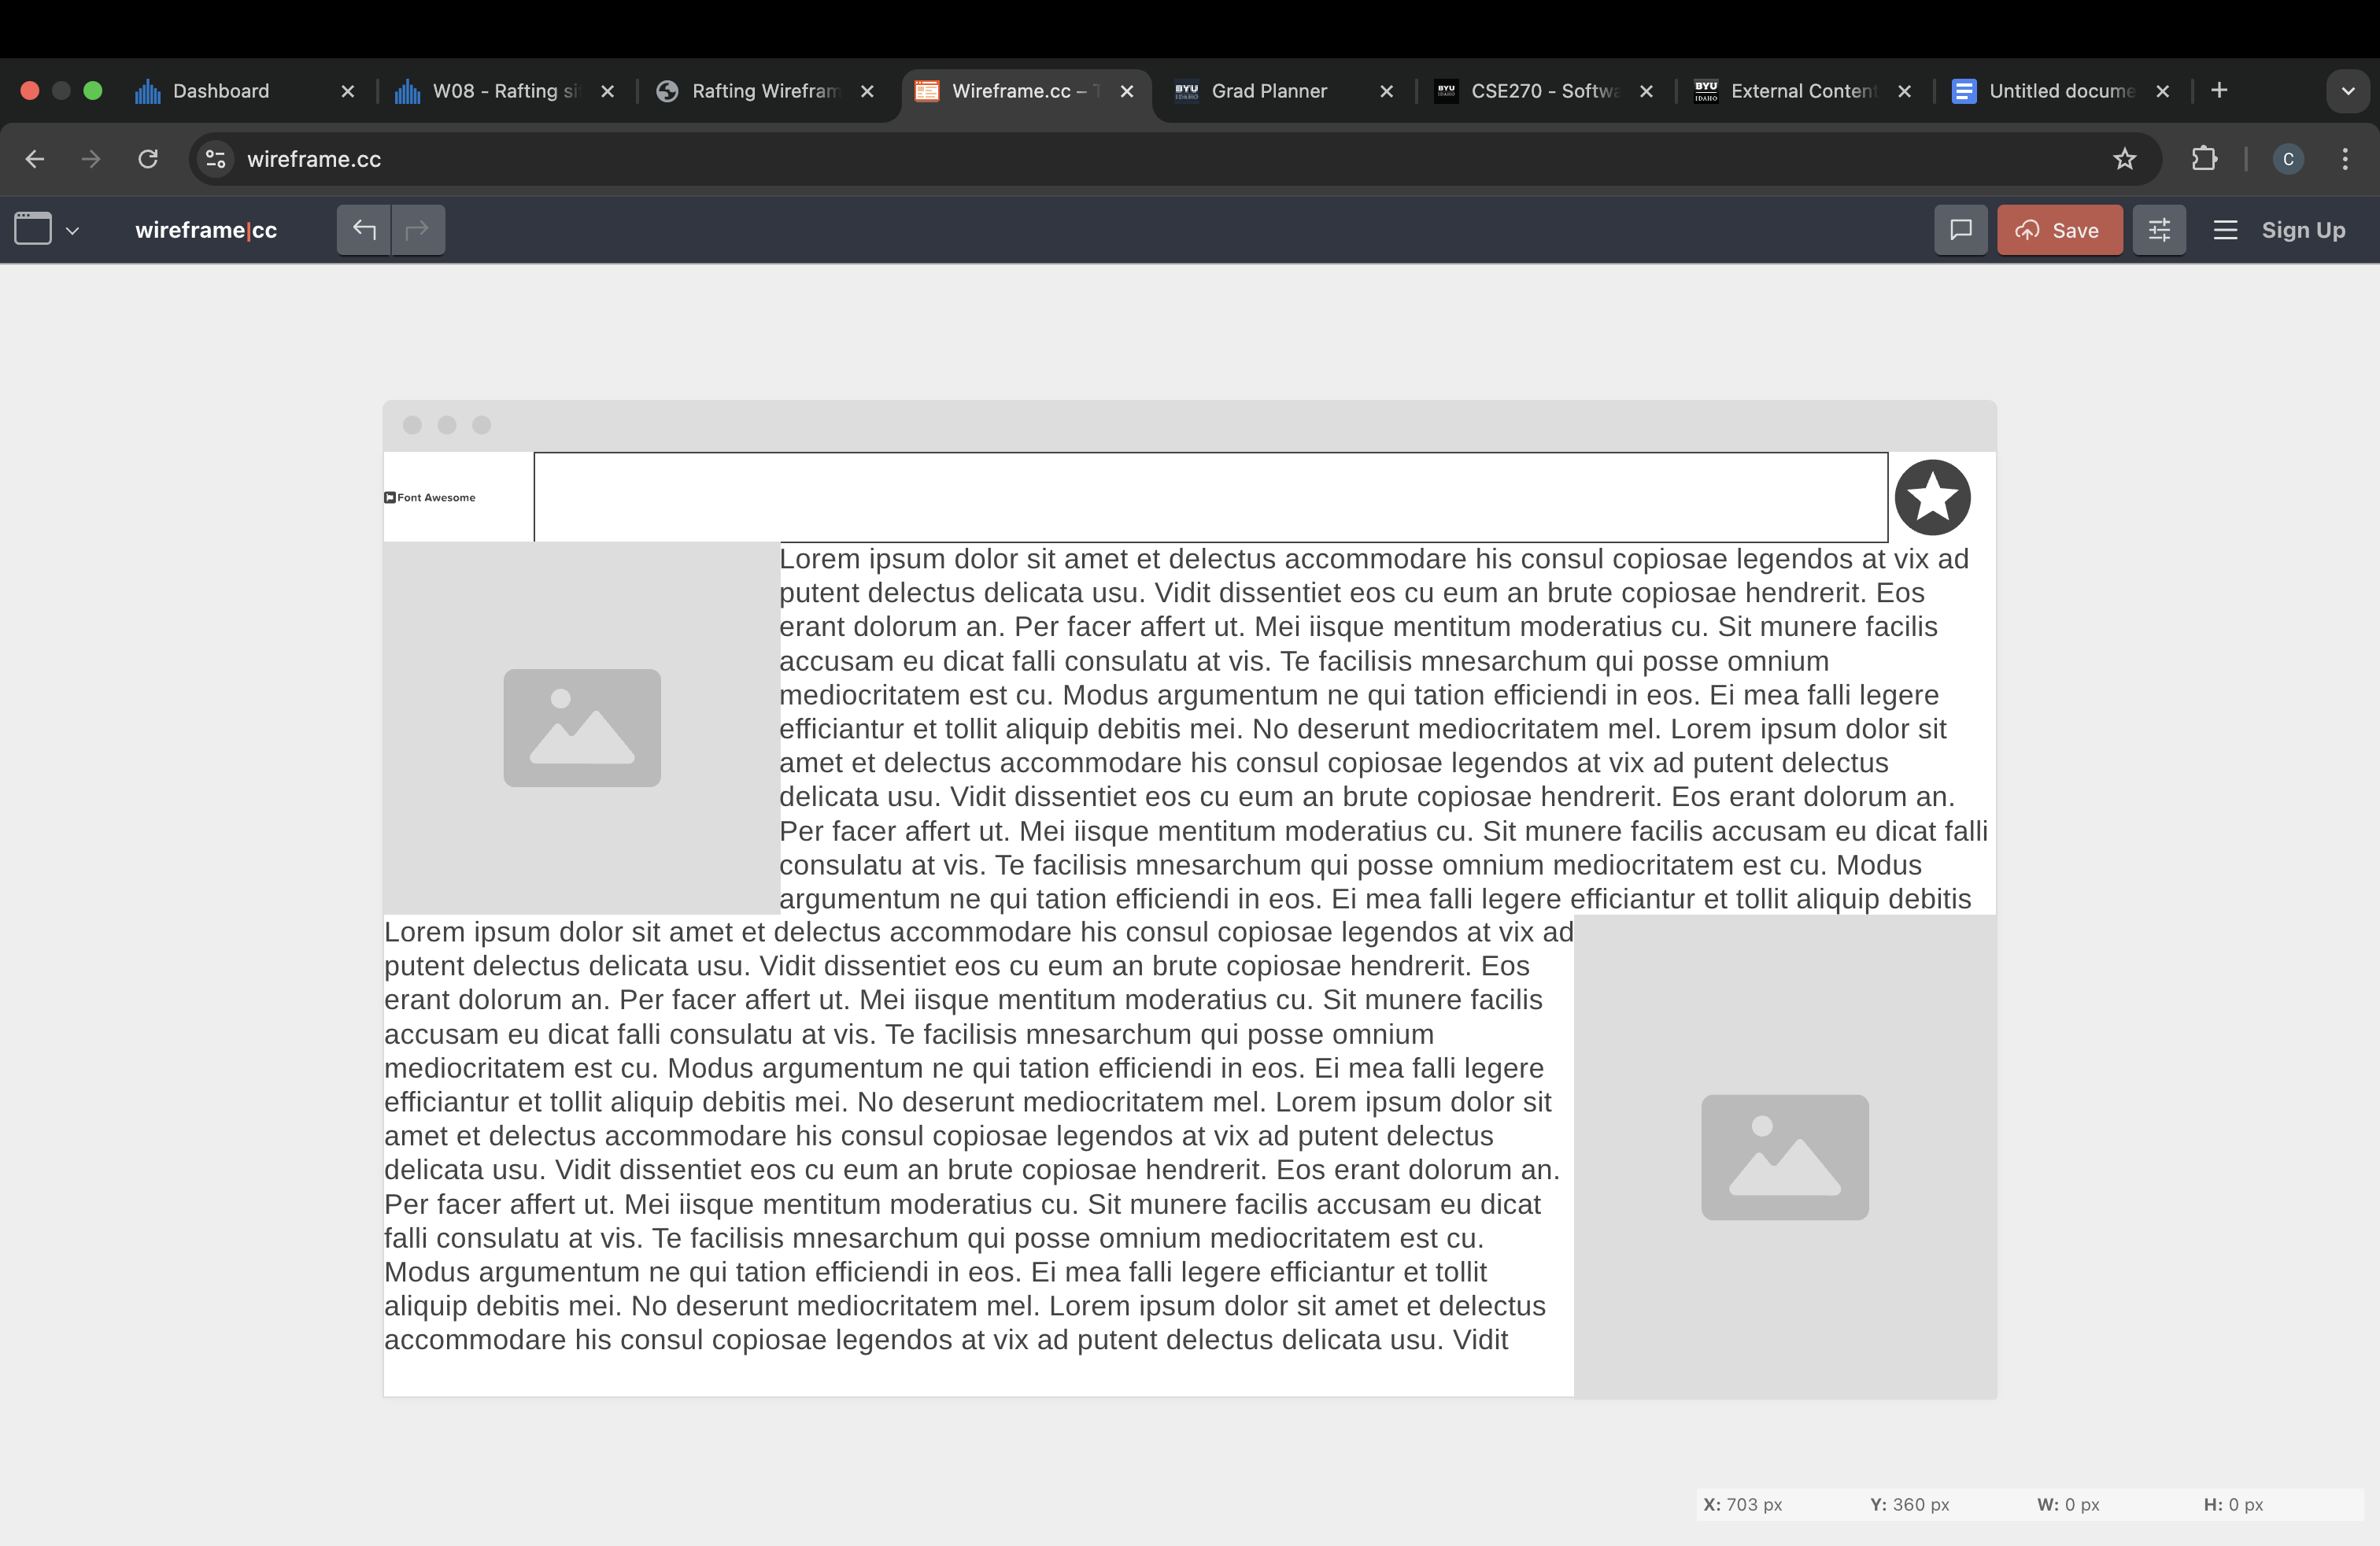 Dashboard
W08 - Rafting si
Rafting Wirefram
Wireframe.cc – T
BYU
IDAHO
Grad Planner
BYU
IDAHO
CSE270 - Softwa
BYU
IDAHO
External Content
Untitled docume
wireframe.cc
C
wireframe|cc
Save
Sign Up
Font Awesome
Lorem ipsum dolor sit amet et delectus accommodare his consul copiosae legendos at vix ad
putent delectus delicata usu. Vidit dissentiet eos cu eum an brute copiosae hendrerit. Eos
erant dolorum an. Per facer affert ut. Mei iisque mentitum moderatius cu. Sit munere facilis
accusam eu dicat falli consulatu at vis. Te facilisis mnesarchum qui posse omnium
mediocritatem est cu. Modus argumentum ne qui tation efficiendi in eos. Ei mea falli legere
efficiantur et tollit aliquip debitis mei. No deserunt mediocritatem mel. Lorem ipsum dolor sit
amet et delectus accommodare his consul copiosae legendos at vix ad putent delectus
delicata usu. Vidit dissentiet eos cu eum an brute copiosae hendrerit. Eos erant dolorum an.
Per facer affert ut. Mei iisque mentitum moderatius cu. Sit munere facilis accusam eu dicat falli
consulatu at vis. Te facilisis mnesarchum qui posse omnium mediocritatem est cu. Modus
argumentum ne qui tation efficiendi in eos. Ei mea falli legere efficiantur et tollit aliquip debitis
Lorem ipsum dolor sit amet et delectus accommodare his consul copiosae legendos at vix ad
putent delectus delicata usu. Vidit dissentiet eos cu eum an brute copiosae hendrerit. Eos
erant dolorum an. Per facer affert ut. Mei iisque mentitum moderatius cu. Sit munere facilis
accusam eu dicat falli consulatu at vis. Te facilisis mnesarchum qui posse omnium
mediocritatem est cu. Modus argumentum ne qui tation efficiendi in eos. Ei mea falli legere
efficiantur et tollit aliquip debitis mei. No deserunt mediocritatem mel. Lorem ipsum dolor sit
amet et delectus accommodare his consul copiosae legendos at vix ad putent delectus
delicata usu. Vidit dissentiet eos cu eum an brute copiosae hendrerit. Eos erant dolorum an.
Per facer affert ut. Mei iisque mentitum moderatius cu. Sit munere facilis accusam eu dicat
falli consulatu at vis. Te facilisis mnesarchum qui posse omnium mediocritatem est cu.
Modus argumentum ne qui tation efficiendi in eos. Ei mea falli legere efficiantur et tollit
aliquip debitis mei. No deserunt mediocritatem mel. Lorem ipsum dolor sit amet et delectus
accommodare his consul copiosae legendos at vix ad putent delectus delicata usu. Vidit
X: 703 px Y: 360 px W: 0 px H: 0 px